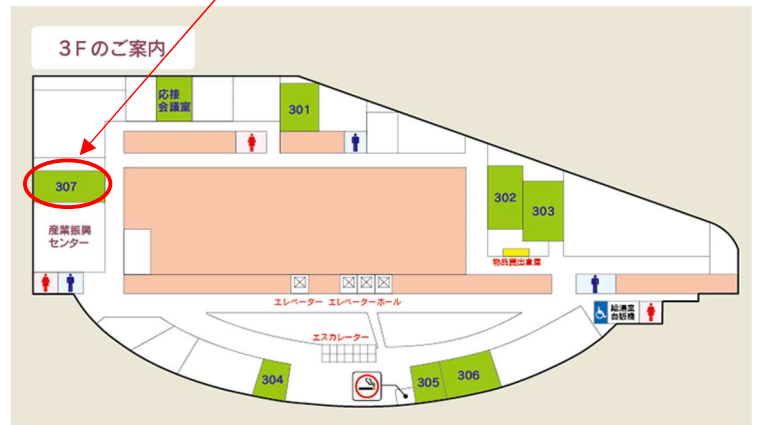 3Fのご案内
応接
会議室
301
307
302
303
産業振興
センター
物品貸出倉庫
エレベーター エレベーターホール
給湯室
自販機
エスカレーター
304
305
306